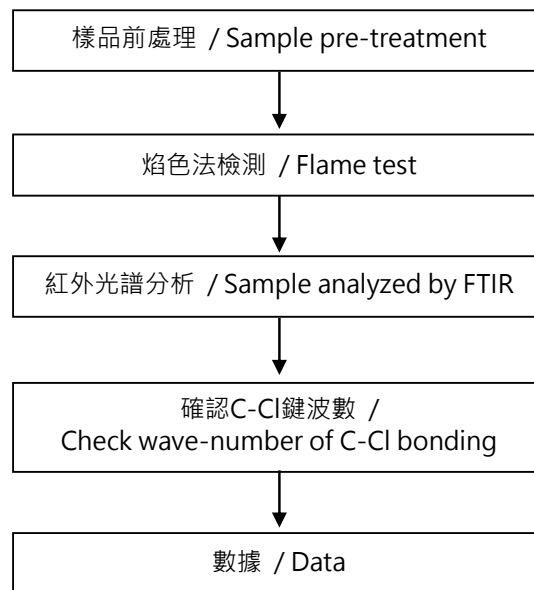 樣品前處理 / Sample pre-treatment
焰色法檢測 / Flame test
紅外光譜分析 / Sample analyzed by FTIR
確認C-Cl鍵波數 /
Check wave-number of C-Cl bonding
數據 / Data